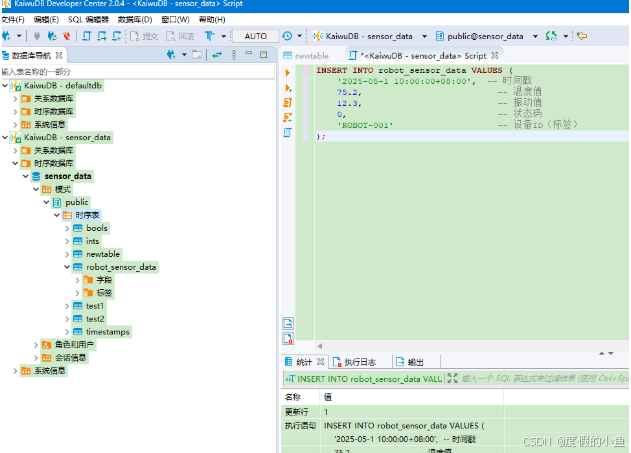 KaiwuDB Developer Center 2.0.4 - <KaiwuDB - sensor_data> Script
文件(F) 编辑(E) SQL 编辑器 数据库(D) 窗口(W) 帮助(H)
提交 回滚 AUTO KaiwuDB - sensor_data public@sensor_data
数据库导航
输入表名称的一部分
KaiwuDB - defaultdb
关系数据库
时序数据库
系统信息
KaiwuDB - sensor_data
关系数据库
时序数据库
sensor_data
模式
public
时序表
bools
ints
newtable
robot_sensor_data
字段
标签
test1
test2
timestamps
角色和用户
会话信息
系统信息
newtable *<KaiwuDB - sensor_data> Script
INSERT INTO robot_sensor_data VALUES (
'2025-05-1 10:00:00+08:00', -- 时间戳
75.2, -- 温度值
12.3, -- 振动值
0, -- 状态码
'ROBOT-001' -- 设备ID（标签）
);
统计 执行日志 输出
INSERT INTO robot_sensor_data VALU 输入一个 SQL 表达式来过滤结果 (使用 Ctrl+Spa
名称 值
更新行 1
执行语句 INSERT INTO robot_sensor_data VALUES (
'2025-05-1 10:00:00+08:00', -- 时间戳
75.2, -- 温度值
CSDN @度假的小鱼